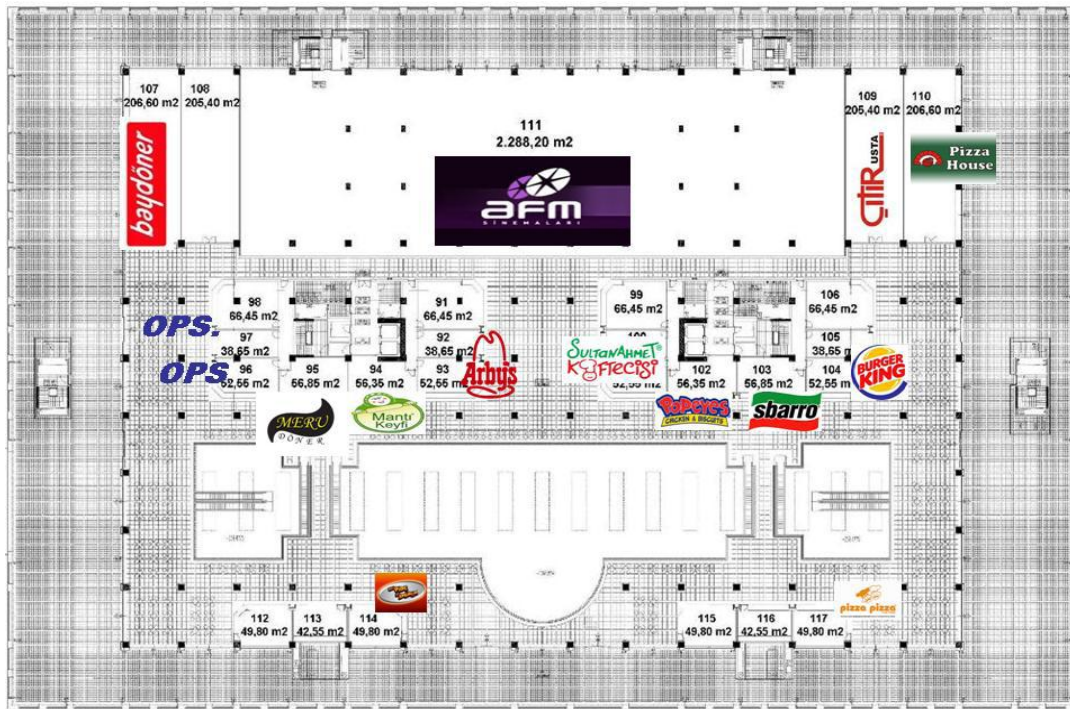 107
206,60 m2
108
205,40 m2
109
205,40 m2
110
206,60 m2
111
2.288,20 m2
baydöner
afm
SİNEMALARI
ÇITIR USTA
Pizza
House
98
66,45 m2
91
66,45 m2
99
66,45 m2
106
66,45 m2
OPS.
97
38,65 m2
92
38,65 m2
SULTANAHMET
KÖFTECİSİ
105
38,65 m
OPS
96
52,56 m2
95
66,85 m2
94
56,35 m2
93
52,55 m2
Arby's
52,55 m2
102
56,35 m2
103
56,85 m2
104
52,55 m
BURGER
KING
MERU
DÖNER
Mantı
Keyfi
POPEYES
CHICKEN & BISCUITS
sbarro
pizza pizza
112
49,80 m2
113
42,55 m2
114
49,80 m2
115
49,80 m2
116
42,55 m2
117
49,80 m2